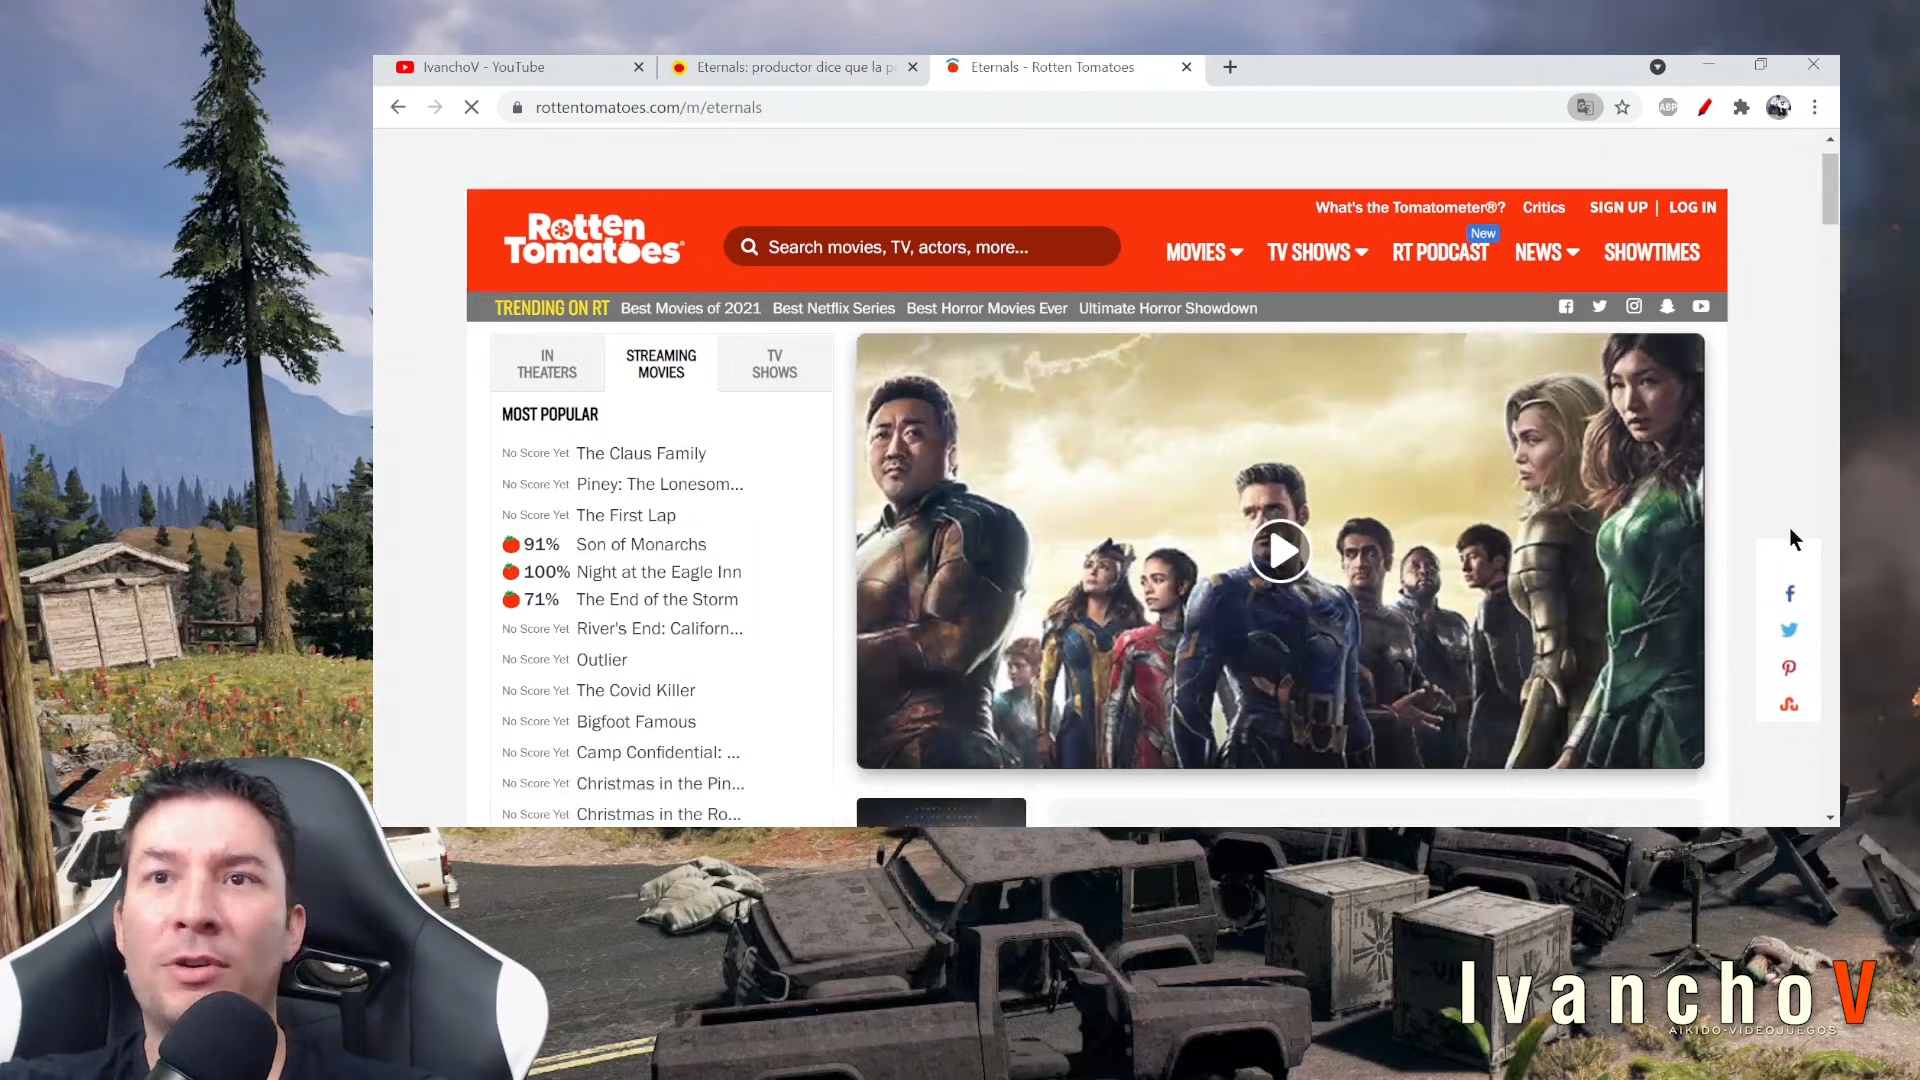 IvanchoV - YouTube
Eternals: productor dice que la pe
Eternals - Rotten Tomatoes
rottentomatoes.com/m/eternals
ABP
What's the Tomatometer®? Critics SIGN UP | LOG IN
Rotten
Tomatoes
Search movies, TV, actors, more...
New
MOVIES TV SHOWS RT PODCAST NEWS SHOWTIMES
TRENDING ON RT Best Movies of 2021 Best Netflix Series Best Horror Movies Ever Ultimate Horror Showdown
IN THEATERS
STREAMING MOVIES
TV SHOWS
MOST POPULAR
No Score Yet The Claus Family
No Score Yet Piney: The Lonesom...
No Score Yet The First Lap
91% Son of Monarchs
100% Night at the Eagle Inn
71% The End of the Storm
No Score Yet River's End: Californ...
No Score Yet Outlier
No Score Yet The Covid Killer
No Score Yet Bigfoot Famous
No Score Yet Camp Confidential: ...
No Score Yet Christmas in the Pin...
No Score Yet Christmas in the Ro...
IvanchoV
AIKIDO-VIDEOJUEGOS